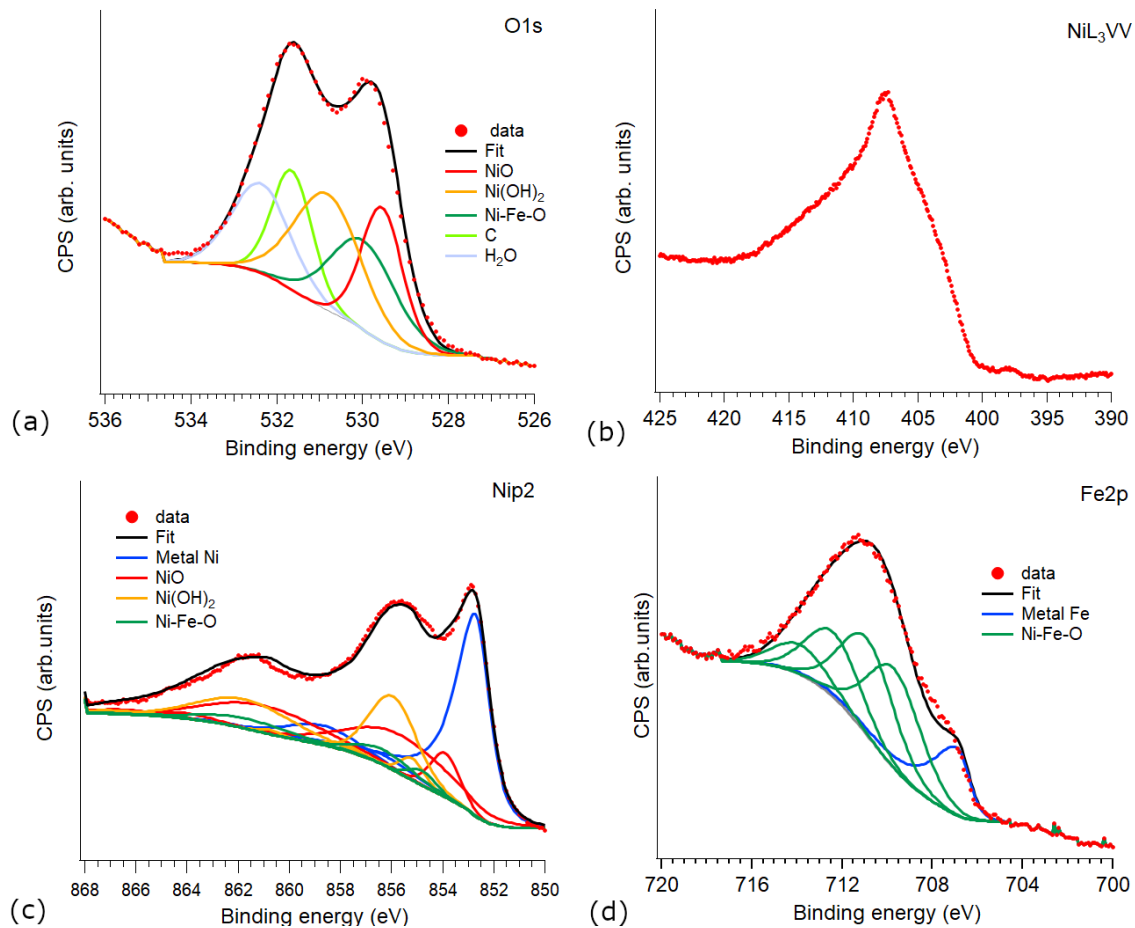 O1s
CPS (arb. units)
data
Fit
NiO
Ni(OH)2
Ni-Fe-O
C
H2O
536 534 532 530 528 526
Binding energy (eV)
(a)
NiL3VV
CPS (arb. units)
425 420 415 410 405 400 395 390
Binding energy (eV)
(b)
Nip2
CPS (arb.units)
data
Fit
Metal Ni
NiO
Ni(OH)2
Ni-Fe-O
868 866 864 862 860 858 856 854 852 850
Binding energy (eV)
(c)
Fe2p
CPS (arb.units)
data
Fit
Metal Fe
Ni-Fe-O
720 716 712 708 704 700
Binding energy (eV)
(d)